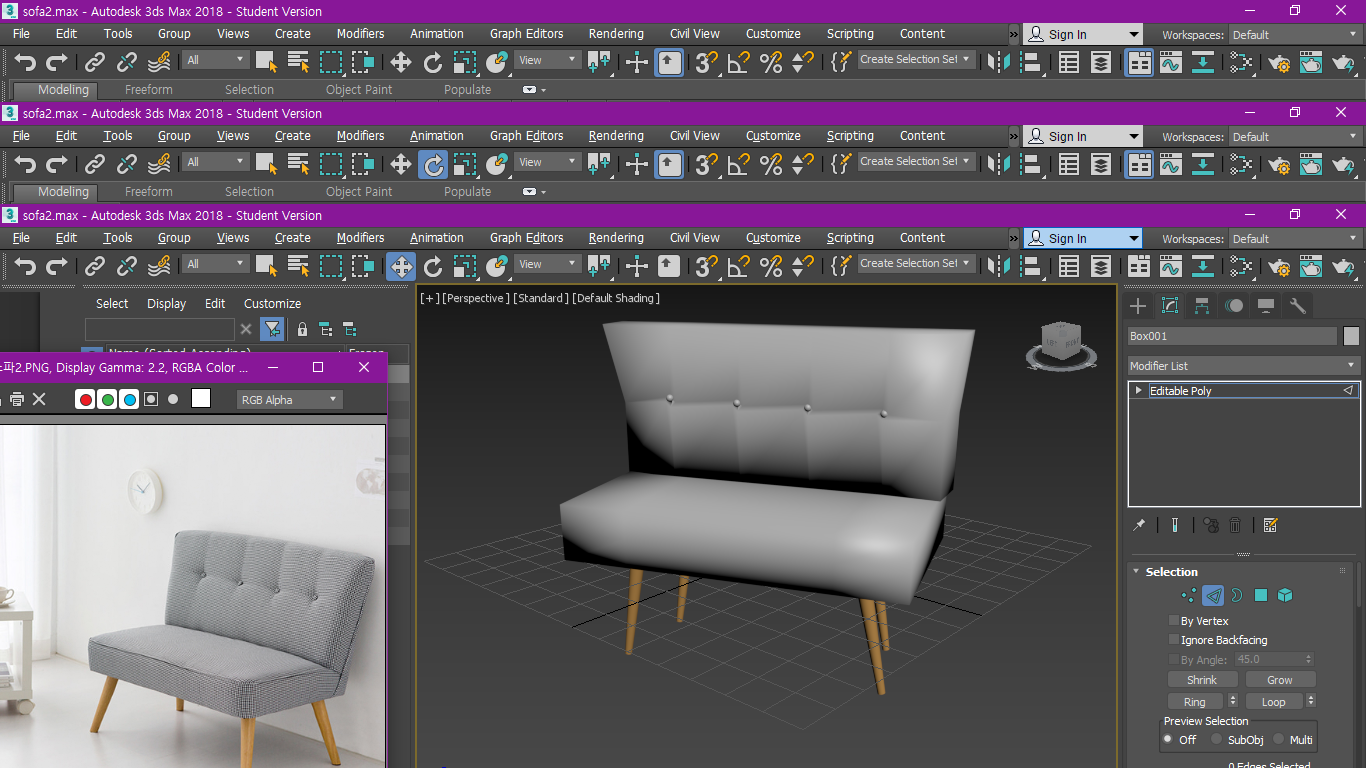 sofa2.max - Autodesk 3ds Max 2018 - Student Version
File Edit Tools Group Views Create Modifiers Animation Graph Editors Rendering Civil View Customize Scripting Content » Sign In Workspaces: Default
All View 3 Create Selection Set
Modeling Freeform Selection Object Paint Populate
sofa2.max - Autodesk 3ds Max 2018 - Student Version
File Edit Tools Group Views Create Modifiers Animation Graph Editors Rendering Civil View Customize Scripting Content » Sign In Workspaces: Default
All View 3 Create Selection Set
Modeling Freeform Selection Object Paint Populate
sofa2.max - Autodesk 3ds Max 2018 - Student Version
File Edit Tools Group Views Create Modifiers Animation Graph Editors Rendering Civil View Customize Scripting Content » Sign In Workspaces: Default
All View 3 Create Selection Set
Select Display Edit Customize
Name (Sorted Ascending) Frozen
파2.PNG, Display Gamma: 2.2, RGBA Color ...
RGB Alpha
[+] [Perspective] [Standard] [Default Shading]
Box001
Modifier List
Editable Poly
Selection
By Vertex
Ignore Backfacing
By Angle: 45.0
Shrink Grow
Ring Loop
Preview Selection
Off SubObj Multi
0 Edges Selected